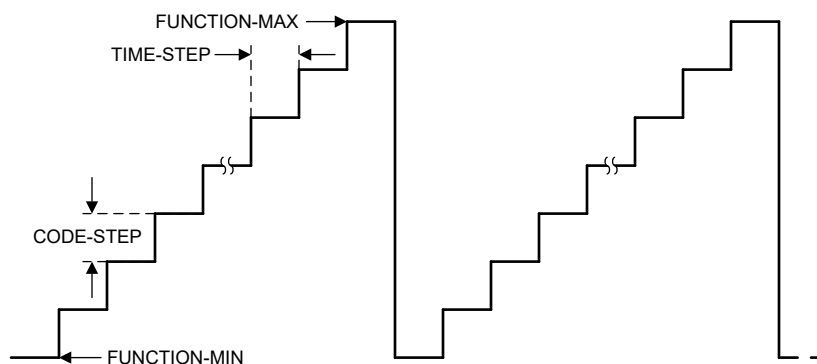 FUNCTION-MAX
TIME-STEP
CODE-STEP
FUNCTION-MIN